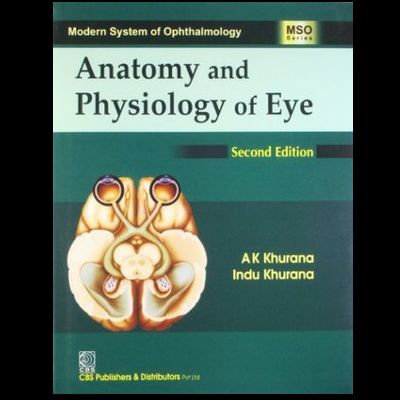 Modern System of Ophthalmology
MSO
Series
Anatomy and
Physiology of Eye
Second Edition
A K Khurana
Indu Khurana
CBS
CBS Publishers & Distributors Pvt Ltd